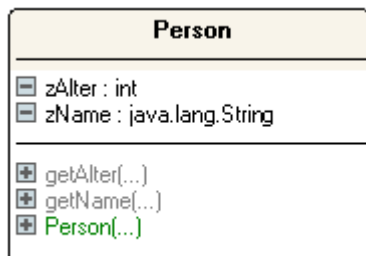 Person
zAlter : int
zName : java.lang.String
getAlter(...)
getName(...)
Person(...)